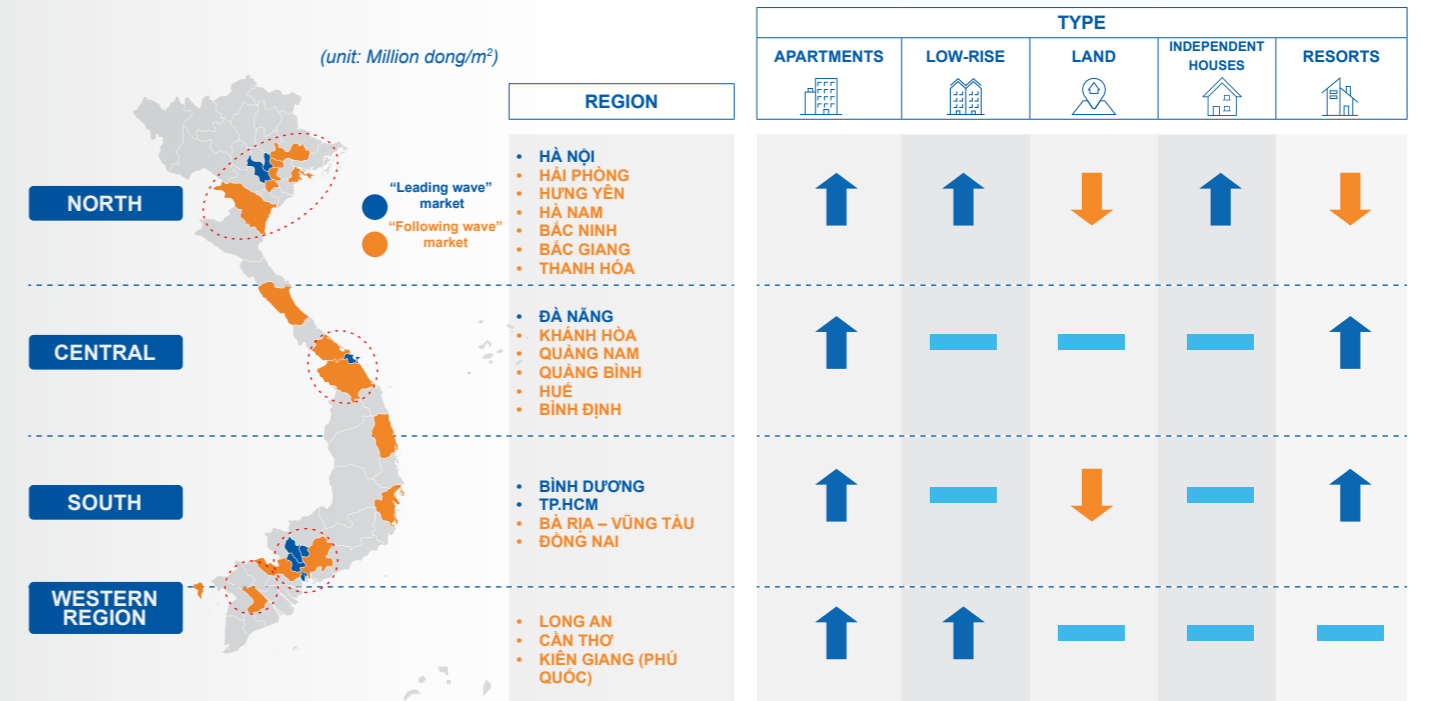 (unit: Million dong/m²)
TYPE
APARTMENTS
LOW-RISE
LAND
INDEPENDENT
HOUSES
RESORTS
REGION
NORTH
"Leading wave"
market
"Following wave"
market
• HÀ NỘI
• HẢI PHÒNG
• HƯNG YÊN
• HÀ NAM
• BẮC NINH
• BẮC GIANG
• THANH HÓA
CENTRAL
• ĐÀ NẴNG
• KHÁNH HÒA
• QUẢNG NAM
• QUẢNG BÌNH
• HUẾ
• BÌNH ĐỊNH
SOUTH
• BÌNH DƯƠNG
• TP.HCM
• BÀ RỊA – VŨNG TÀU
• ĐỒNG NAI
WESTERN
REGION
• LONG AN
• CẦN THƠ
• KIÊN GIANG (PHÚ
QUỐC)